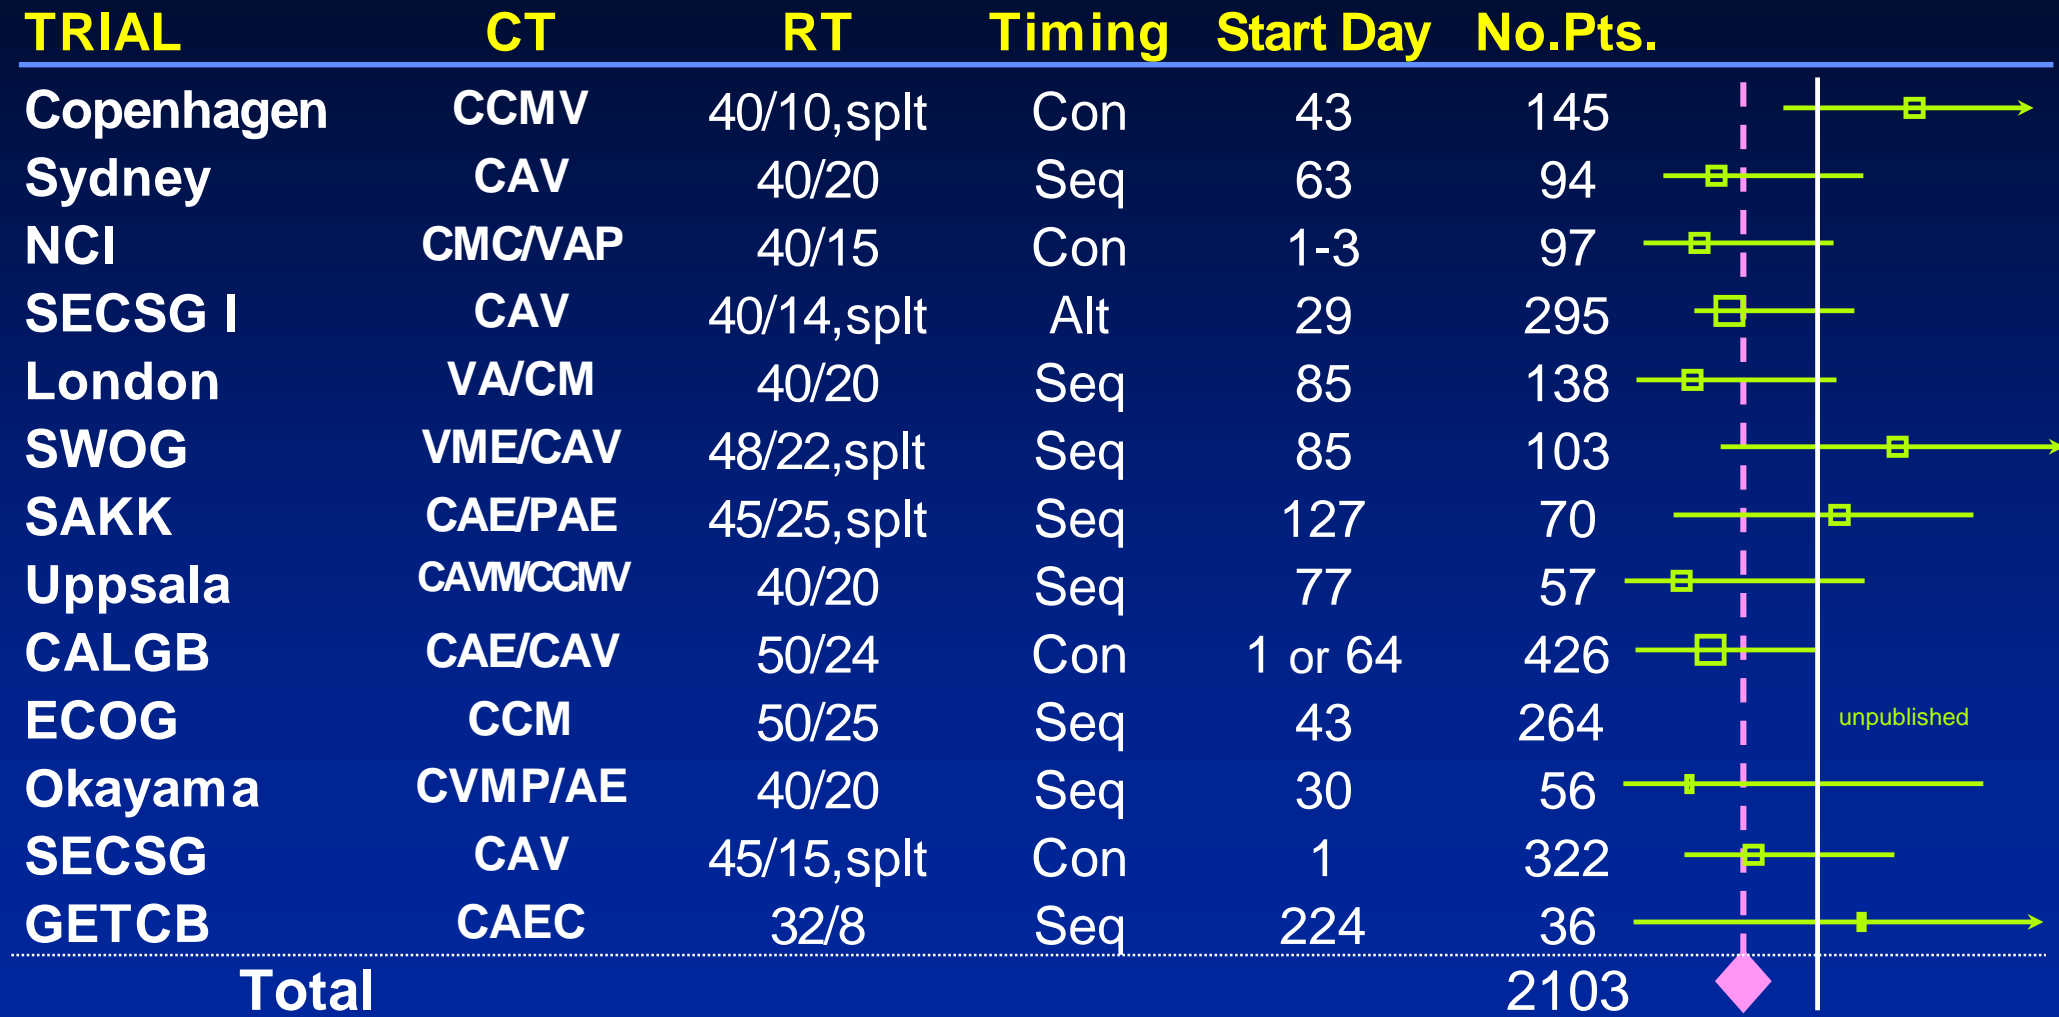 TRIAL CT RT Timing Start Day No.Pts.
Copenhagen CCMV 40/10,splt Con 43 145
Sydney CAV 40/20 Seq 63 94
NCI CMC/VAP 40/15 Con 1-3 97
SECSG I CAV 40/14,splt Alt 29 295
London VA/CM 40/20 Seq 85 138
SWOG VME/CAV 48/22,splt Seq 85 103
SAKK CAE/PAE 45/25,splt Seq 127 70
Uppsala CAVM/CCMV 40/20 Seq 77 57
CALGB CAE/CAV 50/24 Con 1 or 64 426
ECOG CCM 50/25 Seq 43 264 unpublished
Okayama CVMP/AE 40/20 Seq 30 56
SECSG CAV 45/15,splt Con 1 322
GETCB CAEC 32/8 Seq 224 36
Total 2103